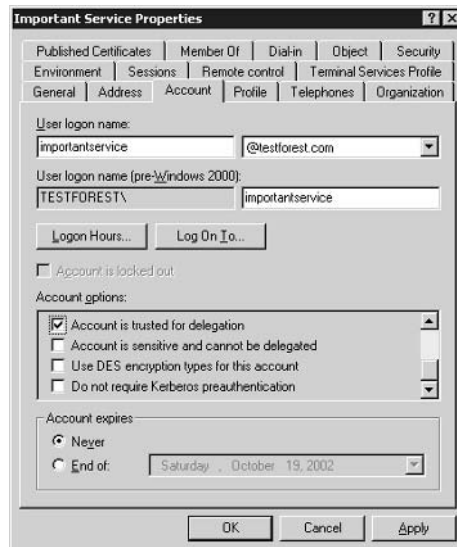 Important Service Properties
Published Certificates Member Of Dial-in Object Security
Environment Sessions Remote control Terminal Services Profile
General Address Account Profile Telephones Organization
User logon name:
importantservice @testforest.com
User logon name (pre-Windows 2000):
TESTFOREST\ importantservice
Logon Hours... Log On To...
Account is locked out
Account options:
Account is trusted for delegation
Account is sensitive and cannot be delegated
Use DES encryption types for this account
Do not require Kerberos preauthentication
Account expires
Never
End of: Saturday , October 19, 2002
OK Cancel Apply